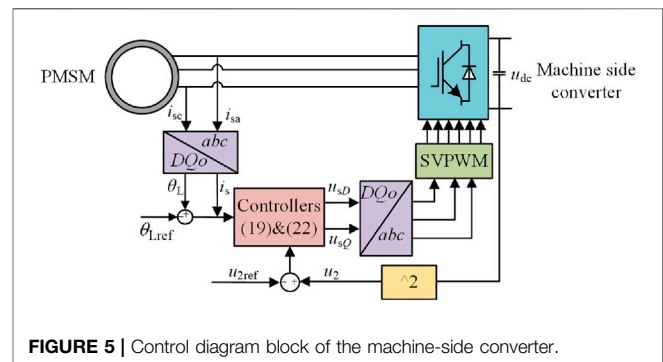 PMSM
Machine side
converter
u_dc
i_sc
i_sa
abc
DQo
SVPWM
θ_L
i_s
u_sD
DQo
Controllers
(19)&(22)
θ_Lref
- +
u_sQ
abc
u_2ref
- +
u_2
^2
FIGURE 5 | Control diagram block of the machine-side converter.